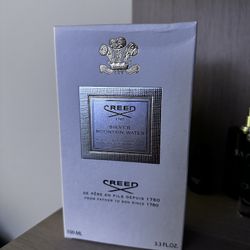 CREED
1760
SILVER
MOUNTAIN WATER
CREED
DE PÈRE EN FILS DEPUIS 1760
FROM FATHER TO SON SINCE 1760
100 ML
3.3 FL.OZ.